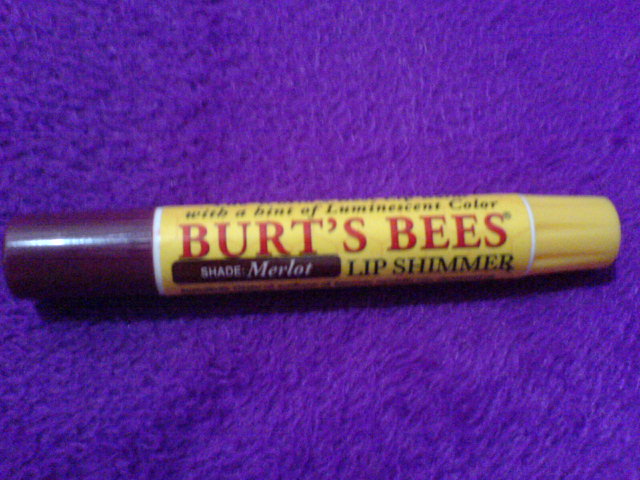 with a hint of Luminescent Color
BURT'S BEES®
SHADE: Merlot LIP SHIMMER